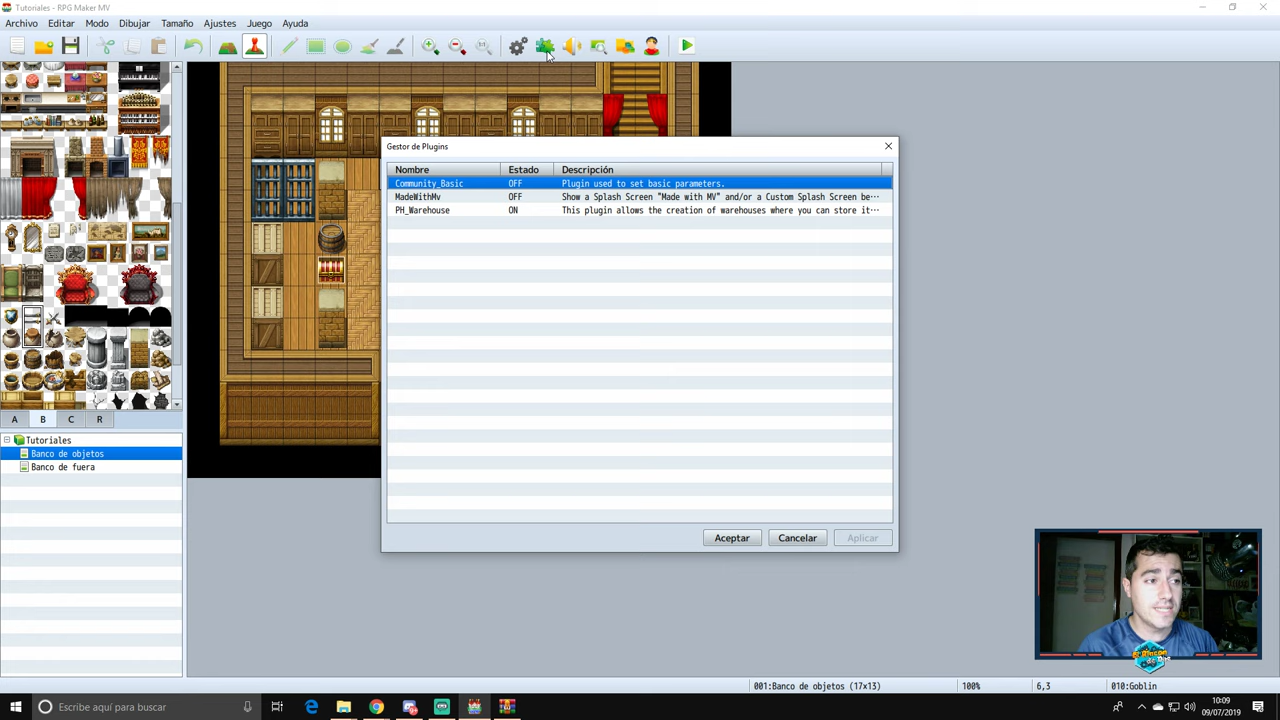 Tutoriales - RPG Maker MV
Archivo Editar Modo Dibujar Tamaño Ajustes Juego Ayuda
1:1
Gestor de Plugins
Nombre Estado Descripción
Community_Basic OFF Plugin used to set basic parameters.
MadeWithMv OFF Show a Splash Screen "Made with MV" and/or a Custom Splash Screen be…
PH_Warehouse ON This plugin allows the creation of warehouses where you can store it…
A B C R
Tutoriales
Banco de objetos
Banco de fuera
Aceptar Cancelar Aplicar
001:Banco de objetos (17x13) 100% 6,3 010:Goblin
Escribe aquí para buscar
10:09
09/07/2019